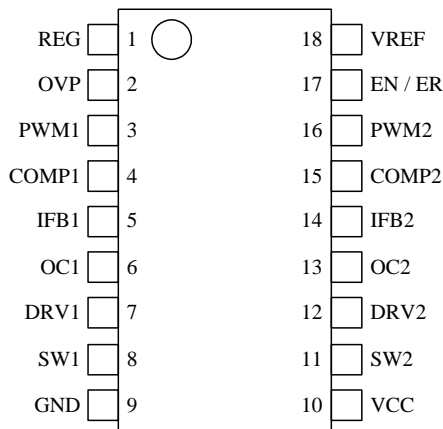 REG 1 18 VREF
OVP 2 17 EN / ER
PWM1 3 16 PWM2
COMP1 4 15 COMP2
IFB1 5 14 IFB2
OC1 6 13 OC2
DRV1 7 12 DRV2
SW1 8 11 SW2
GND 9 10 VCC